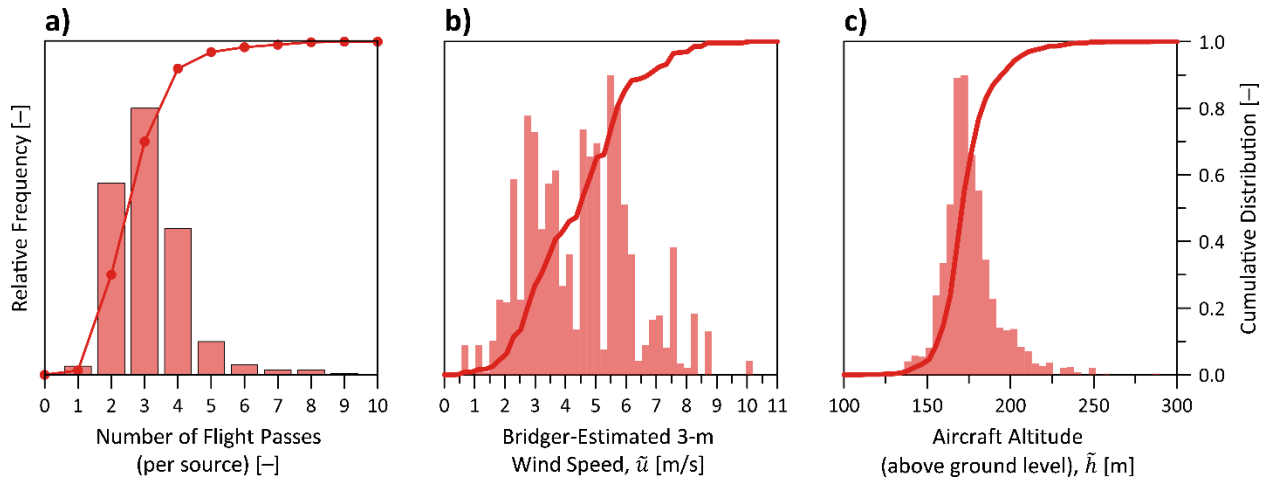 a)
b)
c)
Relative Frequency [–]
0 1 2 3 4 5 6 7 8 9 10
Number of Flight Passes
(per source) [–]
0 1 2 3 4 5 6 7 8 9 10 11
Bridger-Estimated 3-m
Wind Speed, ũ [m/s]
100 150 200 250 300
Aircraft Altitude
(above ground level), h̃ [m]
1.0
0.8
0.6
0.4
0.2
0.0
Cumulative Distribution [–]